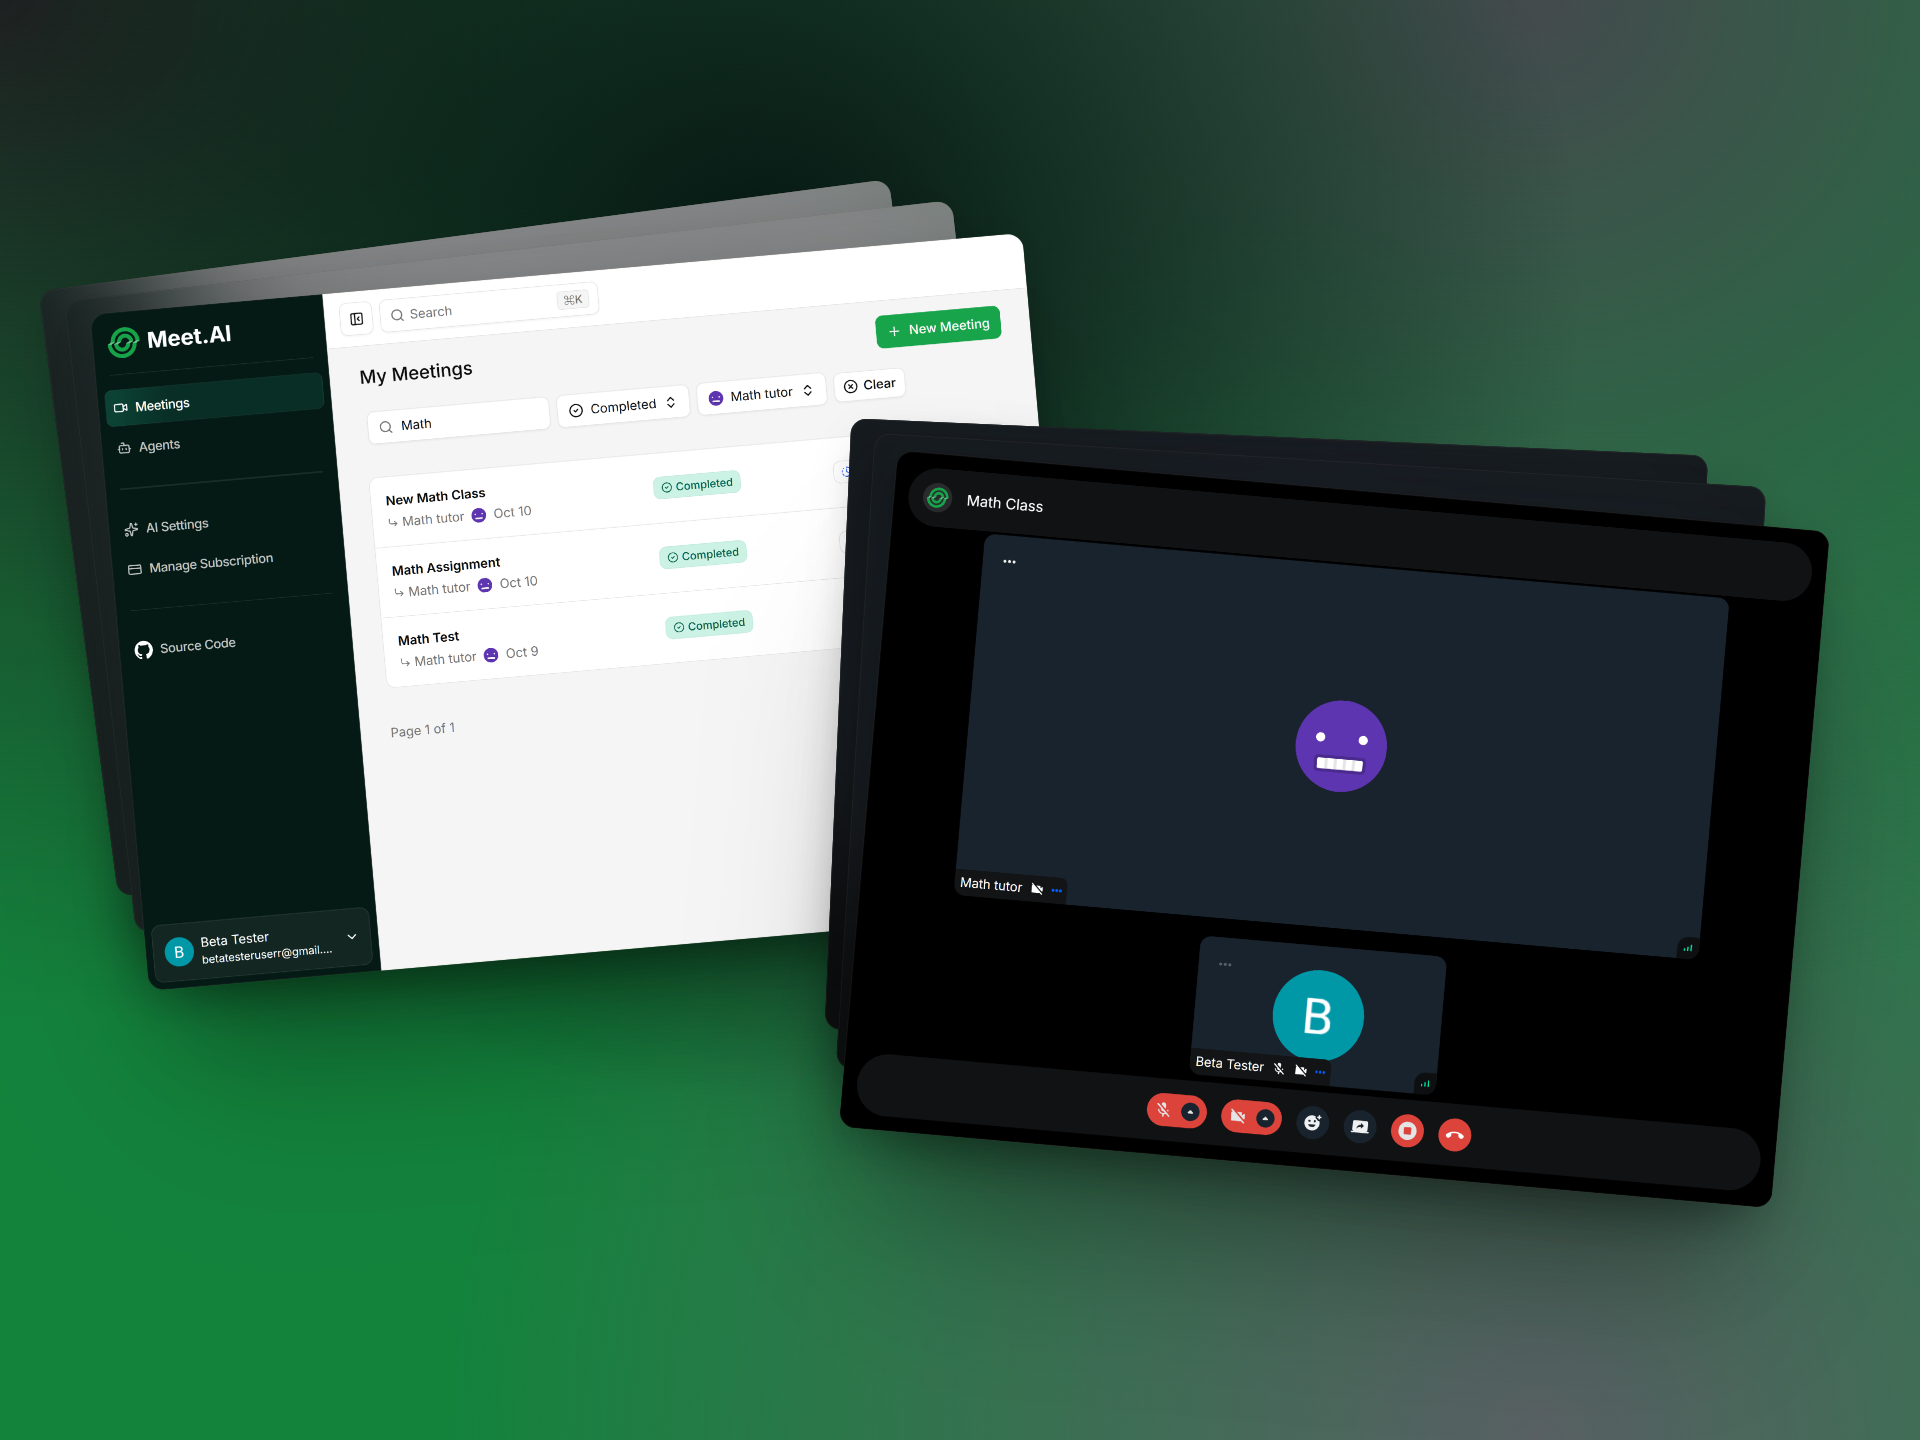 Meet.AI
Meetings
Agents
AI Settings
Manage Subscription
Source Code
B
Beta Tester
betatesteruserr@gmail....
Search
⌘K
My Meetings
New Meeting
Math
Completed
Math tutor
Clear
New Math Class
Math tutor Oct 10
Completed
Math Assignment
Math tutor Oct 10
Completed
Math Test
Math tutor Oct 9
Completed
Page 1 of 1
Math Class
Math tutor
B
Beta Tester